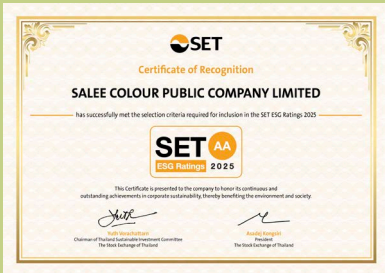 SET
Certificate of Recognition
SALEE COLOUR PUBLIC COMPANY LIMITED
has successfully met the selection criteria required for inclusion in the SET ESG Ratings 2025
SET AA
ESG Ratings 2025
This Certificate is presented to the company to honor its continuous and
outstanding achievements in corporate sustainability, thereby benefiting the environment and society.
Chairman of Thailand Sustainable Investment Committee
The Stock Exchange of Thailand
Asadej Kongsiri
President
The Stock Exchange of Thailand